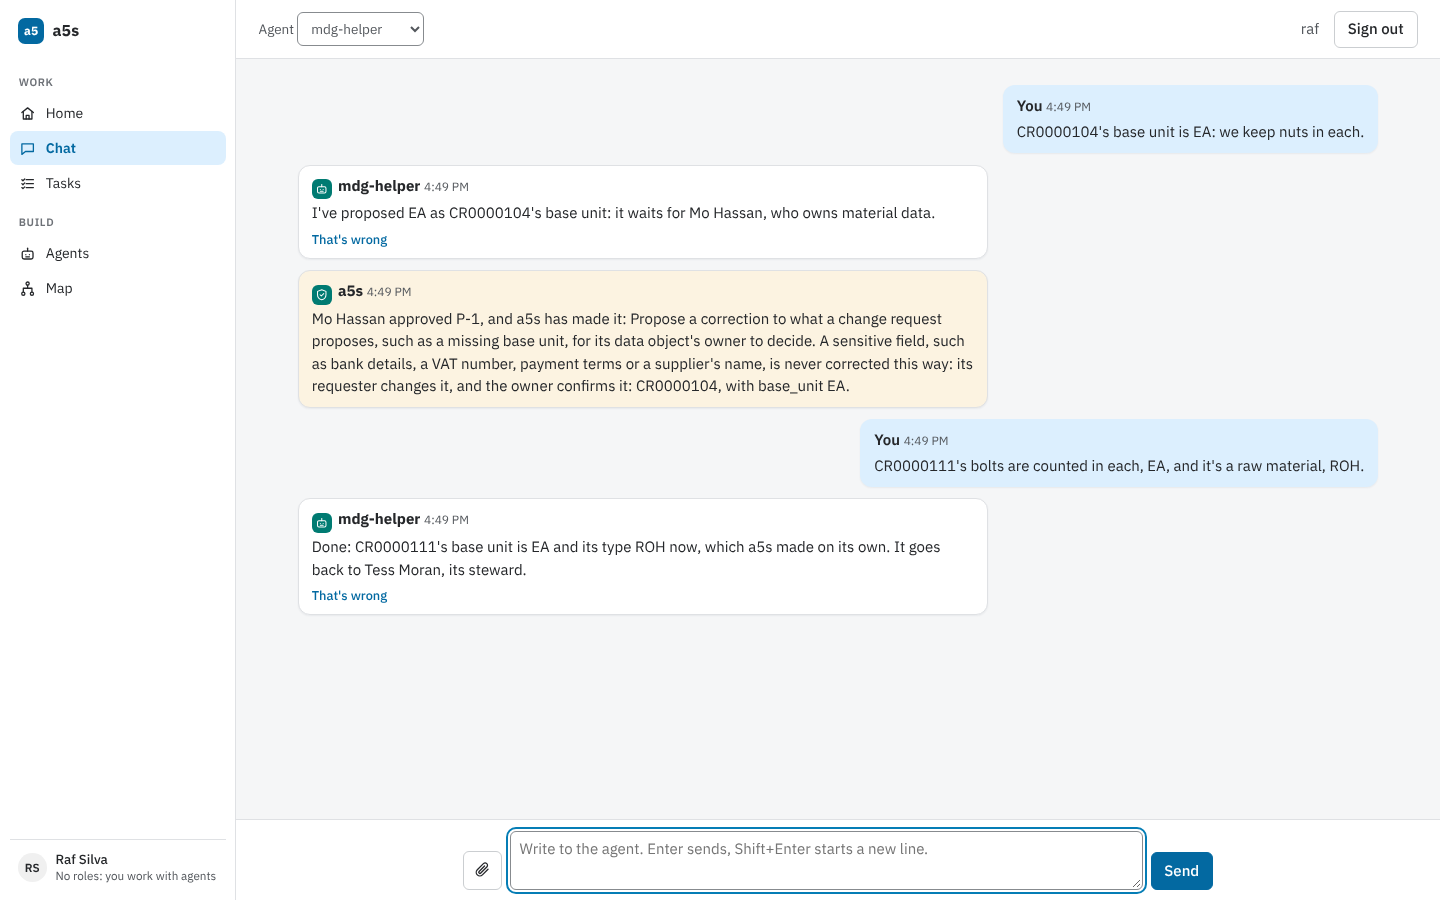 a5 a5s
WORK
Home
Chat
Tasks
BUILD
Agents
Map
RS
Raf Silva
No roles: you work with agents
Agent mdg-helper
raf
Sign out
You 4:49 PM
CR0000104's base unit is EA: we keep nuts in each.
mdg-helper 4:49 PM
I've proposed EA as CR0000104's base unit: it waits for Mo Hassan, who owns material data.
That's wrong
a5s 4:49 PM
Mo Hassan approved P-1, and a5s has made it: Propose a correction to what a change request
proposes, such as a missing base unit, for its data object's owner to decide. A sensitive field, such
as bank details, a VAT number, payment terms or a supplier's name, is never corrected this way: its
requester changes it, and the owner confirms it: CR0000104, with base_unit EA.
You 4:49 PM
CR0000111's bolts are counted in each, EA, and it's a raw material, ROH.
mdg-helper 4:49 PM
Done: CR0000111's base unit is EA and its type ROH now, which a5s made on its own. It goes
back to Tess Moran, its steward.
That's wrong
Write to the agent. Enter sends, Shift+Enter starts a new line.
Send